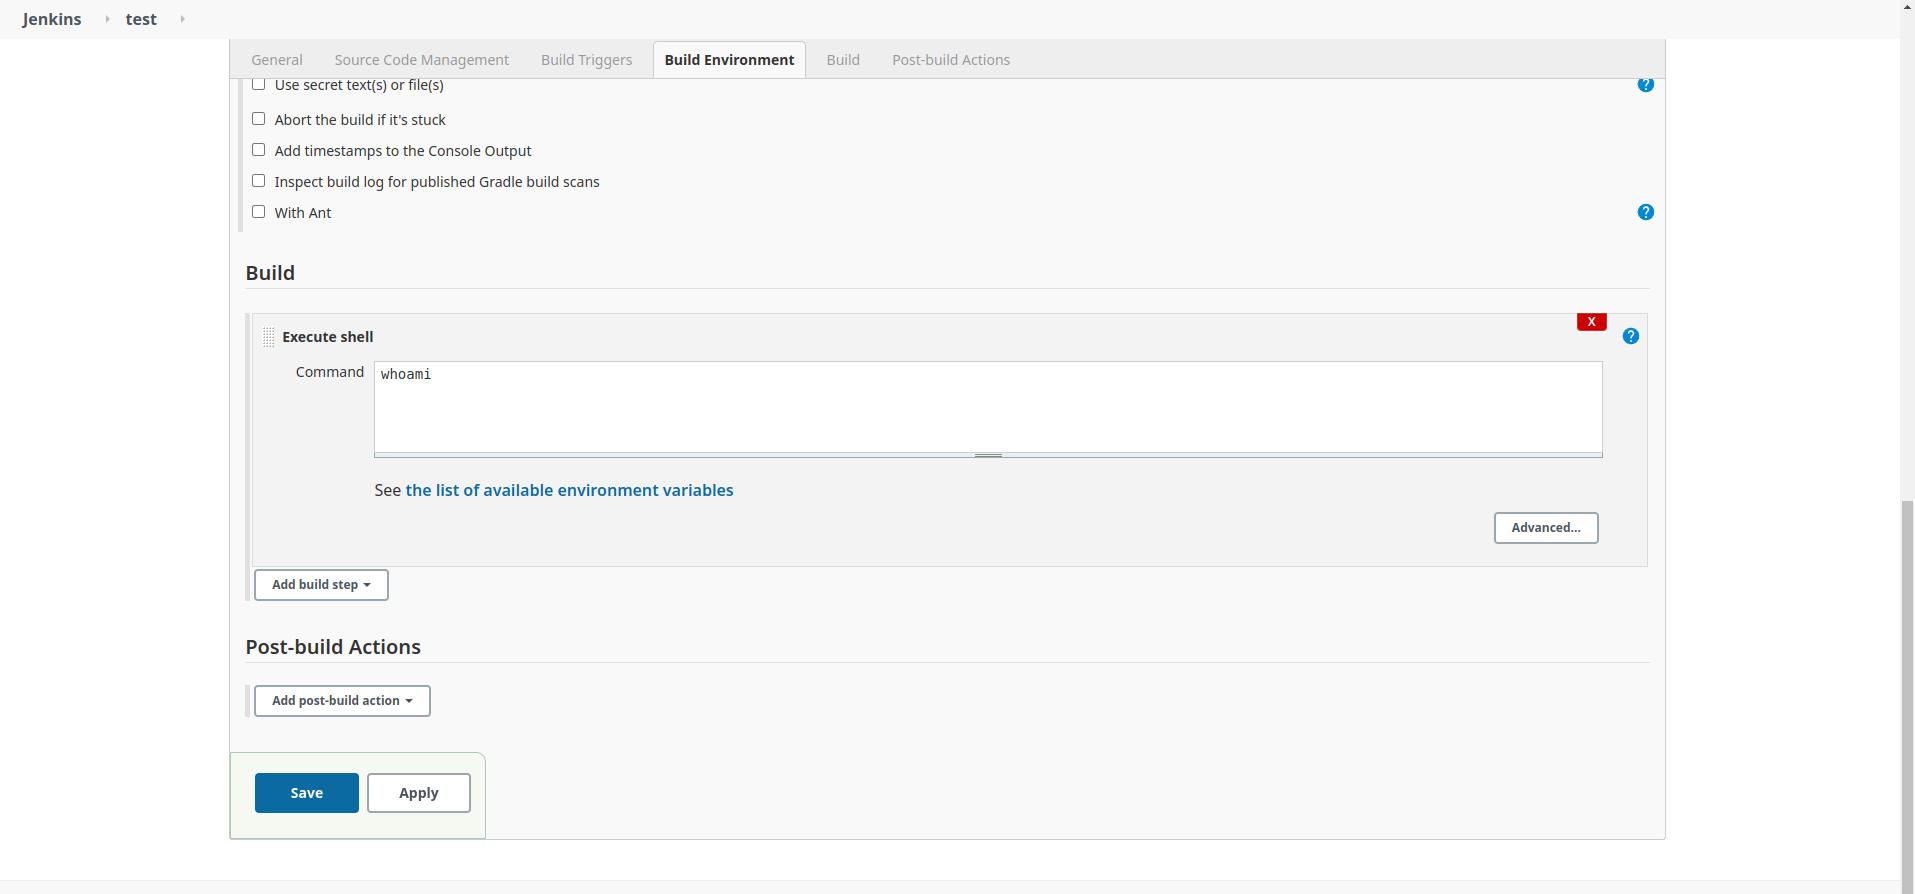 Jenkins test
General Source Code Management Build Triggers Build Environment Build Post-build Actions
Use secret text(s) or file(s) ?
Abort the build if it's stuck
Add timestamps to the Console Output
Inspect build log for published Gradle build scans
With Ant ?
Build
X
Execute shell ?
Command whoami
See the list of available environment variables
Advanced...
Add build step
Post-build Actions
Add post-build action
Save Apply